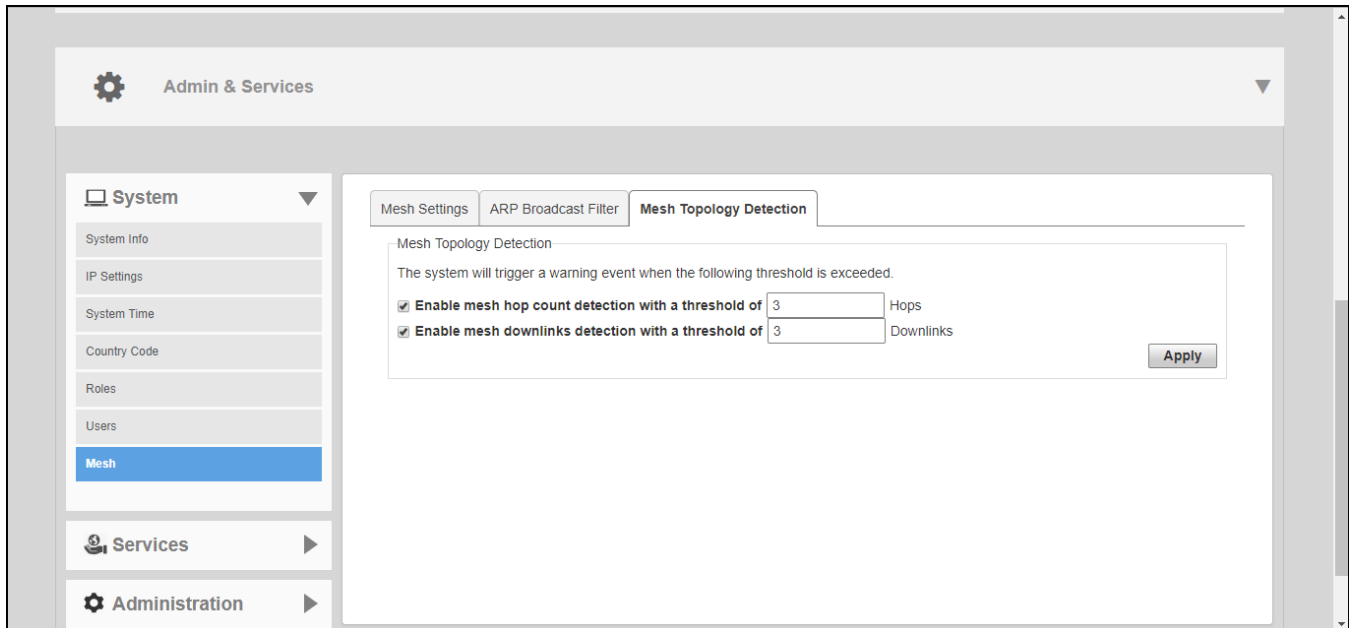 Admin & Services
System
System Info
IP Settings
System Time
Country Code
Roles
Users
Mesh
Services
Administration
Mesh Settings
ARP Broadcast Filter
Mesh Topology Detection
Mesh Topology Detection
The system will trigger a warning event when the following threshold is exceeded.
Enable mesh hop count detection with a threshold of 3 Hops
Enable mesh downlinks detection with a threshold of 3 Downlinks
Apply